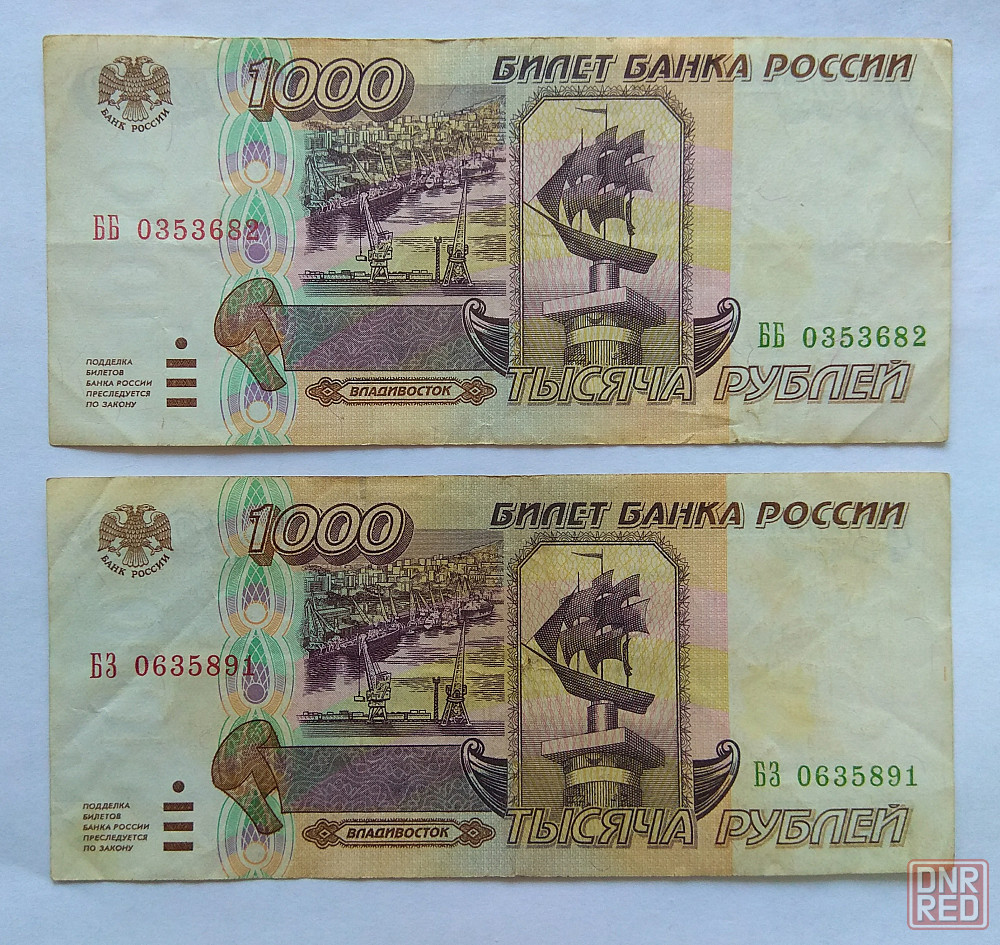 1000
БИЛЕТ БАНКА РОССИИ
БАНК РОССИИ
ББ 0353682
ББ 0353682
ПОДДЕЛКА
БИЛЕТОВ
БАНКА РОССИИ
ПРЕСЛЕДУЕТСЯ
ПО ЗАКОНУ
ВЛАДИВОСТОК
ТЫСЯЧА РУБЛЕЙ
1000
БИЛЕТ БАНКА РОССИИ
БАНК РОССИИ
БЗ 0635891
БЗ 0635891
ПОДДЕЛКА
БИЛЕТОВ
БАНКА РОССИИ
ПРЕСЛЕДУЕТСЯ
ПО ЗАКОНУ
ВЛАДИВОСТОК
ТЫСЯЧА РУБЛЕЙ
DNR
RED